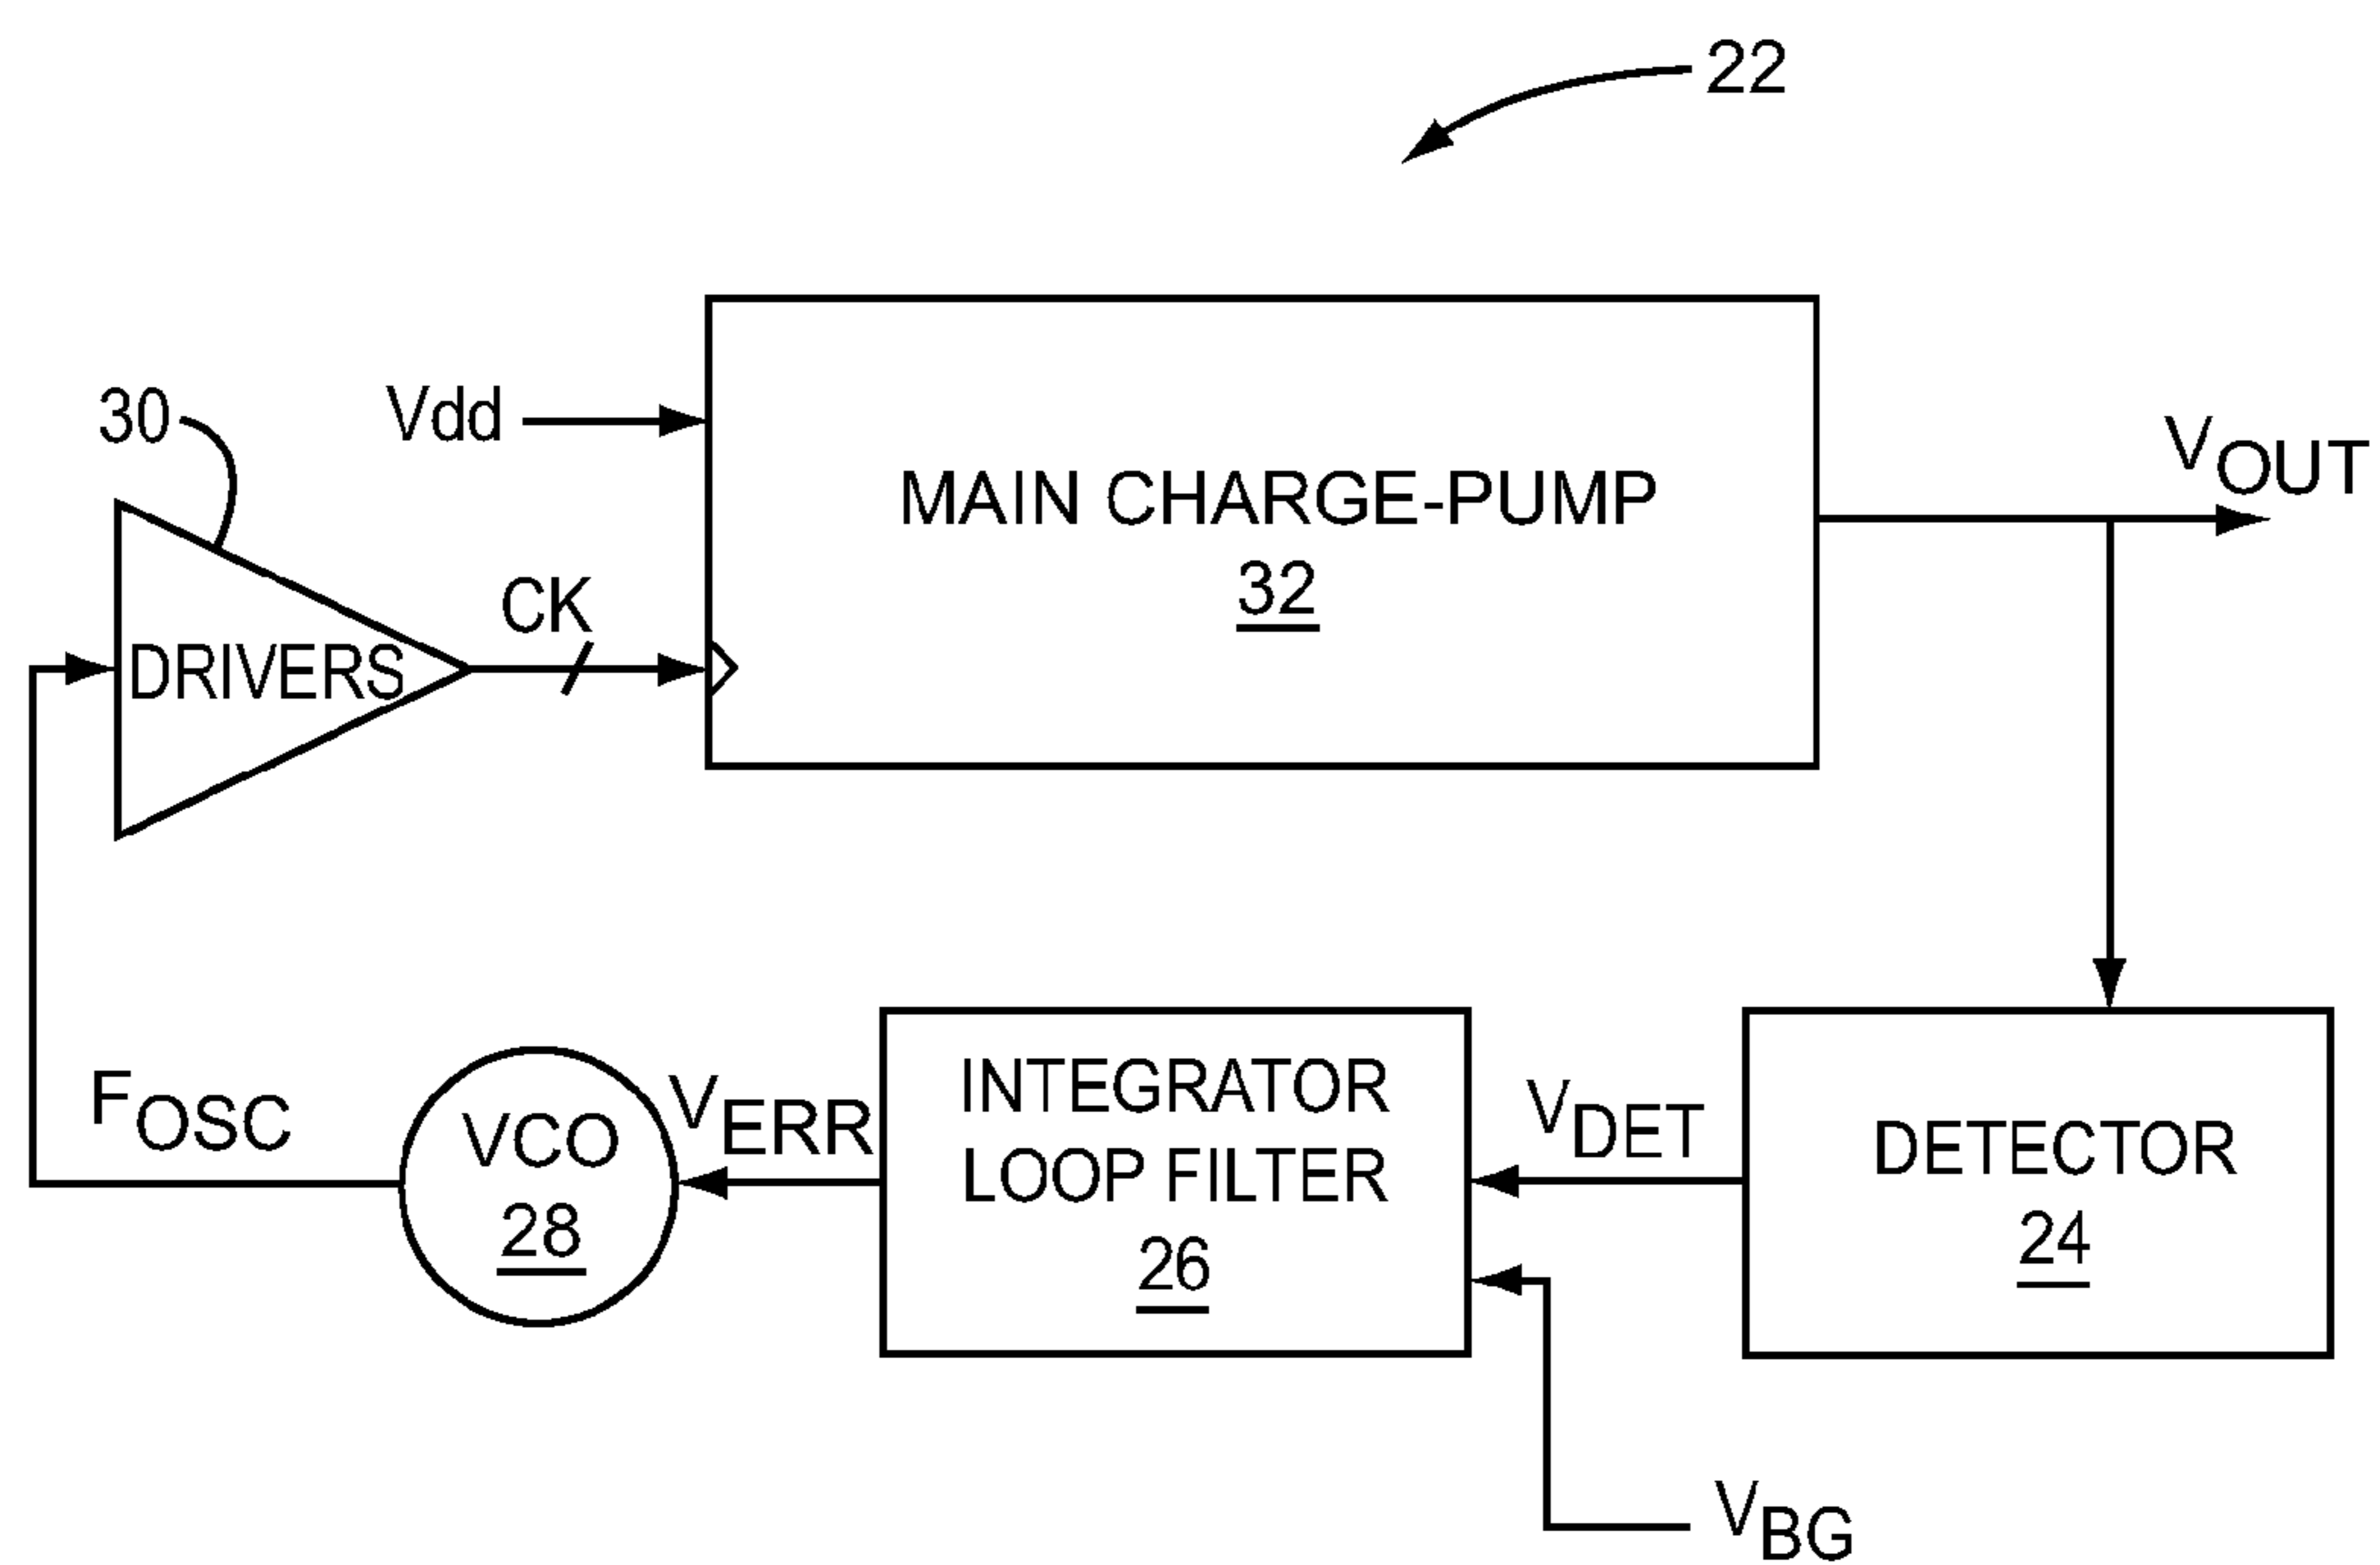 22
30
Vdd
MAIN CHARGE-PUMP
32
VOUT
CK
DRIVERS
FOSC
VCO
28
VERR
INTEGRATOR
LOOP FILTER
26
VDET
DETECTOR
24
VBG